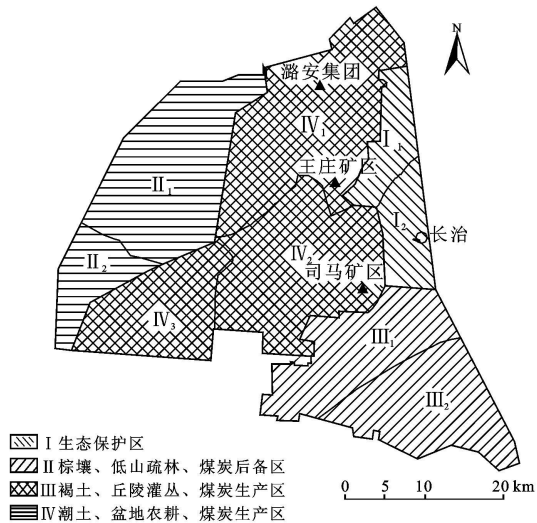 N
潞安集团
Ⅳ₁
Ⅰ₁
王庄矿区
Ⅱ₁
Ⅰ₂
长治
Ⅱ₂
Ⅳ₂
司马矿区
Ⅳ₃
Ⅲ₁
Ⅲ₂
Ⅰ生态保护区
Ⅱ棕壤、低山疏林、煤炭后备区
Ⅲ褐土、丘陵灌丛、煤炭生产区
Ⅳ潮土、盆地农耕、煤炭生产区
0 10 20 km